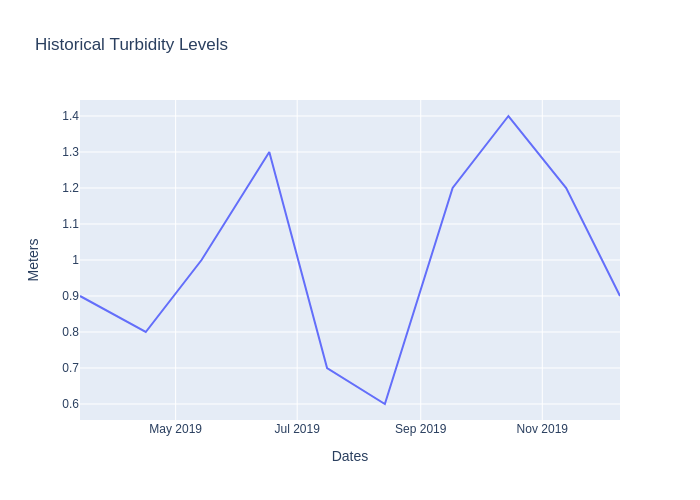 Historical Turbidity Levels
1.4
1.3
1.2
1.1
1
0.9
0.8
0.7
0.6
Meters
May 2019
Jul 2019
Sep 2019
Nov 2019
Dates